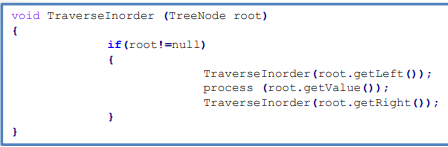 void TraverseInorder (TreeNode root)
{
if(root!=null)
{
TraverseInorder(root.getLeft());
process (root.getValue());
TraverseInorder(root.getRight());
}
}